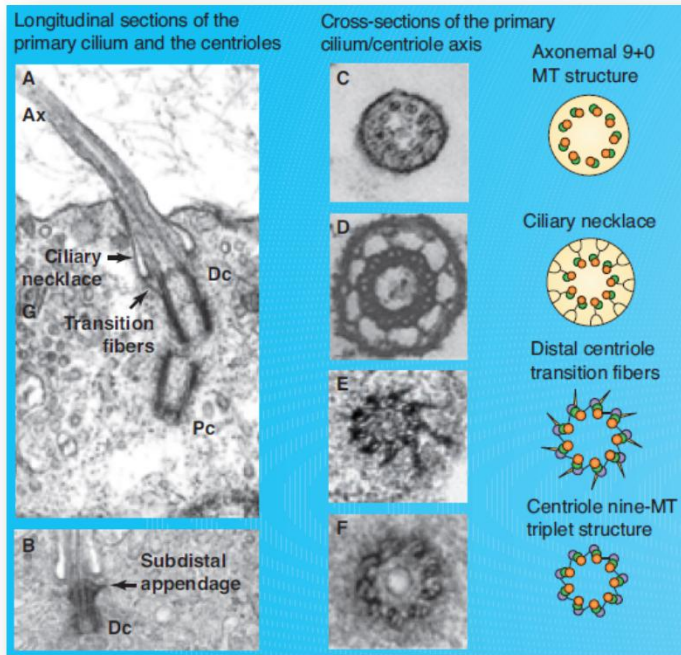 Longitudinal sections of the
primary cilium and the centrioles
A
Ax
Ciliary
necklace
Dc
G
Transition
fibers
Pc
B
Subdistal
appendage
Dc
Cross-sections of the primary
cilium/centriole axis
C
Axonemal 9+0
MT structure
D
Ciliary necklace
E
Distal centriole
transition fibers
F
Centriole nine-MT
triplet structure